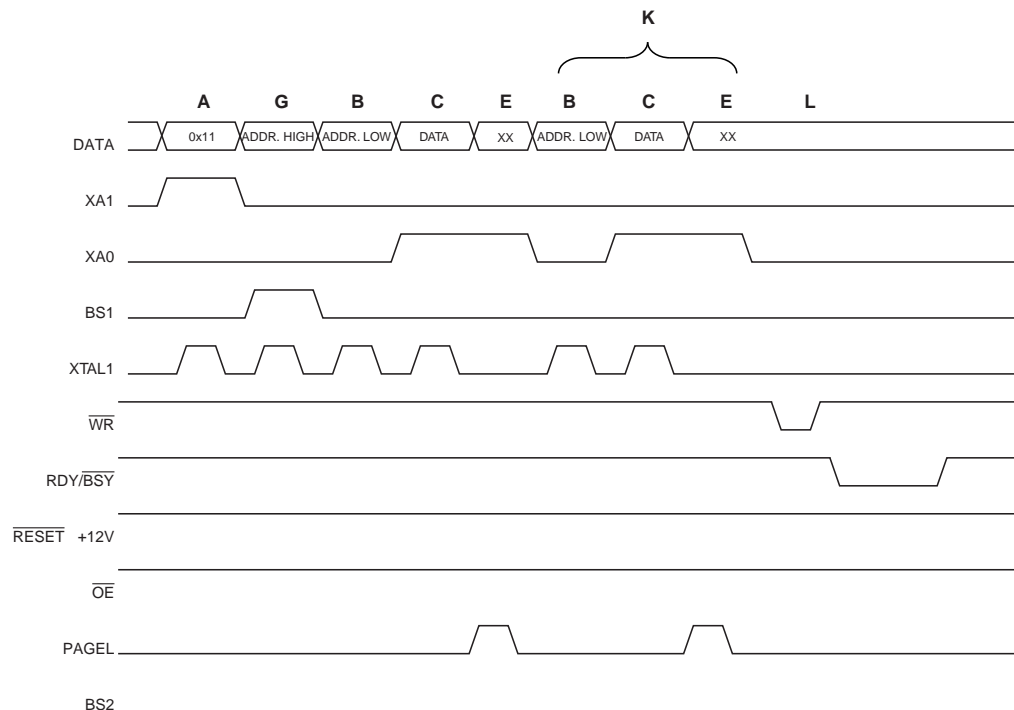 K
A G B C E B C E L
DATA 0x11 ADDR. HIGH ADDR. LOW DATA XX ADDR. LOW DATA XX
XA1
XA0
BS1
XTAL1
WR
RDY/BSY
RESET +12V
OE
PAGEL
BS2